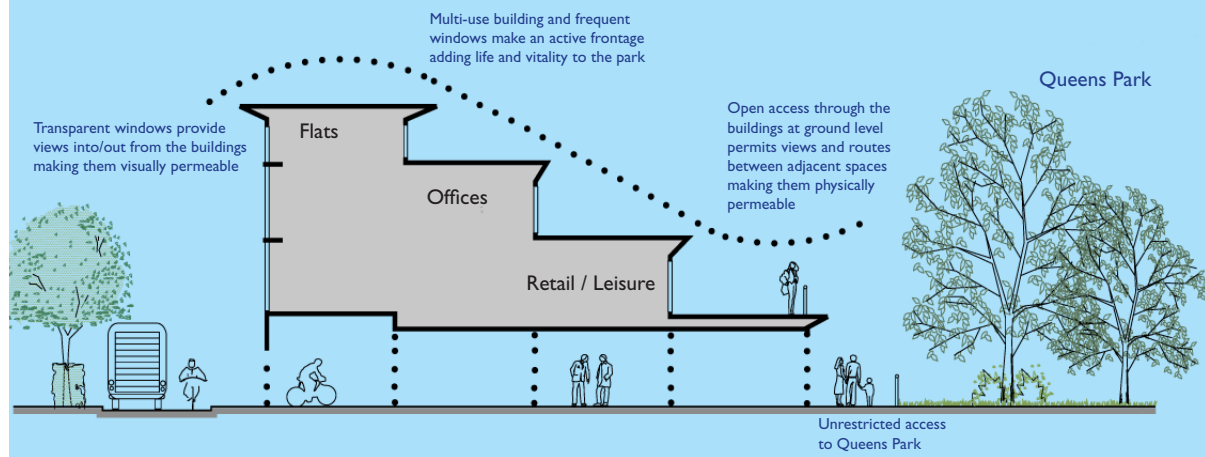 Multi-use building and frequent
windows make an active frontage
adding life and vitality to the park
Queens Park
Transparent windows provide
views into/out from the buildings
making them visually permeable
Open access through the
buildings at ground level
permits views and routes
between adjacent spaces
making them physically
permeable
Flats
Offices
Retail / Leisure
Unrestricted access
to Queens Park